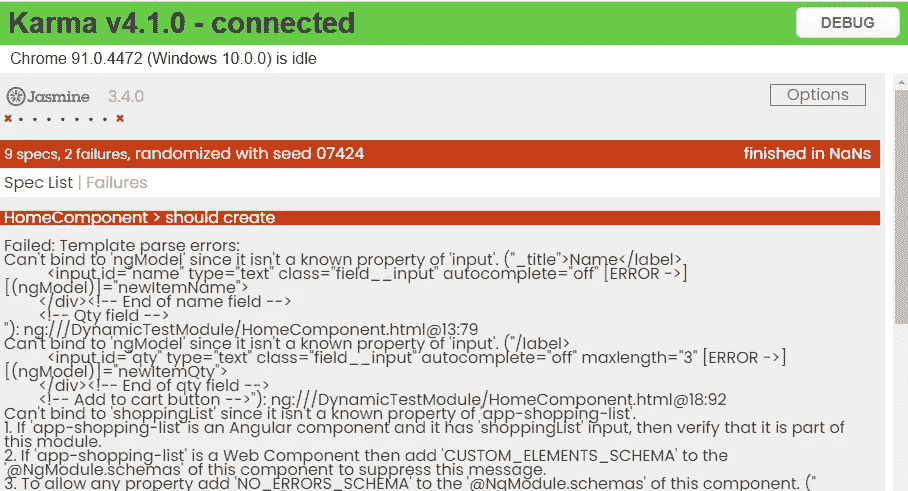 Karma v4.1.0 - connected
DEBUG
Chrome 91.0.4472 (Windows 10.0.0) is idle
Jasmine 3.4.0
Options
9 specs, 2 failures, randomized with seed 07424
finished in NaNs
Spec List | Failures
HomeComponent > should create
Failed: Template parse errors:
Can't bind to 'ngModel' since it isn't a known property of 'input'. ("_title">Name</label>
<input id="name" type="text" class="field__input" autocomplete="off" [ERROR ->]
[(ngModel)]="newItemName">
</div><!-- End of name field -->
<!-- Qty field -->
"): ng:///DynamicTestModule/HomeComponent.html@13:79
Can't bind to 'ngModel' since it isn't a known property of 'input'. ("/label>
<input id="qty" type="text" class="field__input" autocomplete="off" maxlength="3" [ERROR ->]
[(ngModel)]="newItemQty">
</div><!-- End of qty field -->
<!-- Add to cart button -->"): ng:///DynamicTestModule/HomeComponent.html@18:92
Can't bind to 'shoppingList' since it isn't a known property of 'app-shopping-list'.
1. If 'app-shopping-list' is an Angular component and it has 'shoppingList' input, then verify that it is part of
this module.
2. If 'app-shopping-list' is a Web Component then add 'CUSTOM_ELEMENTS_SCHEMA' to the
'@NgModule.schemas' of this component to suppress this message.
3. To allow any property add 'NO_ERRORS_SCHEMA' to the '@NgModule.schemas' of this component. ("